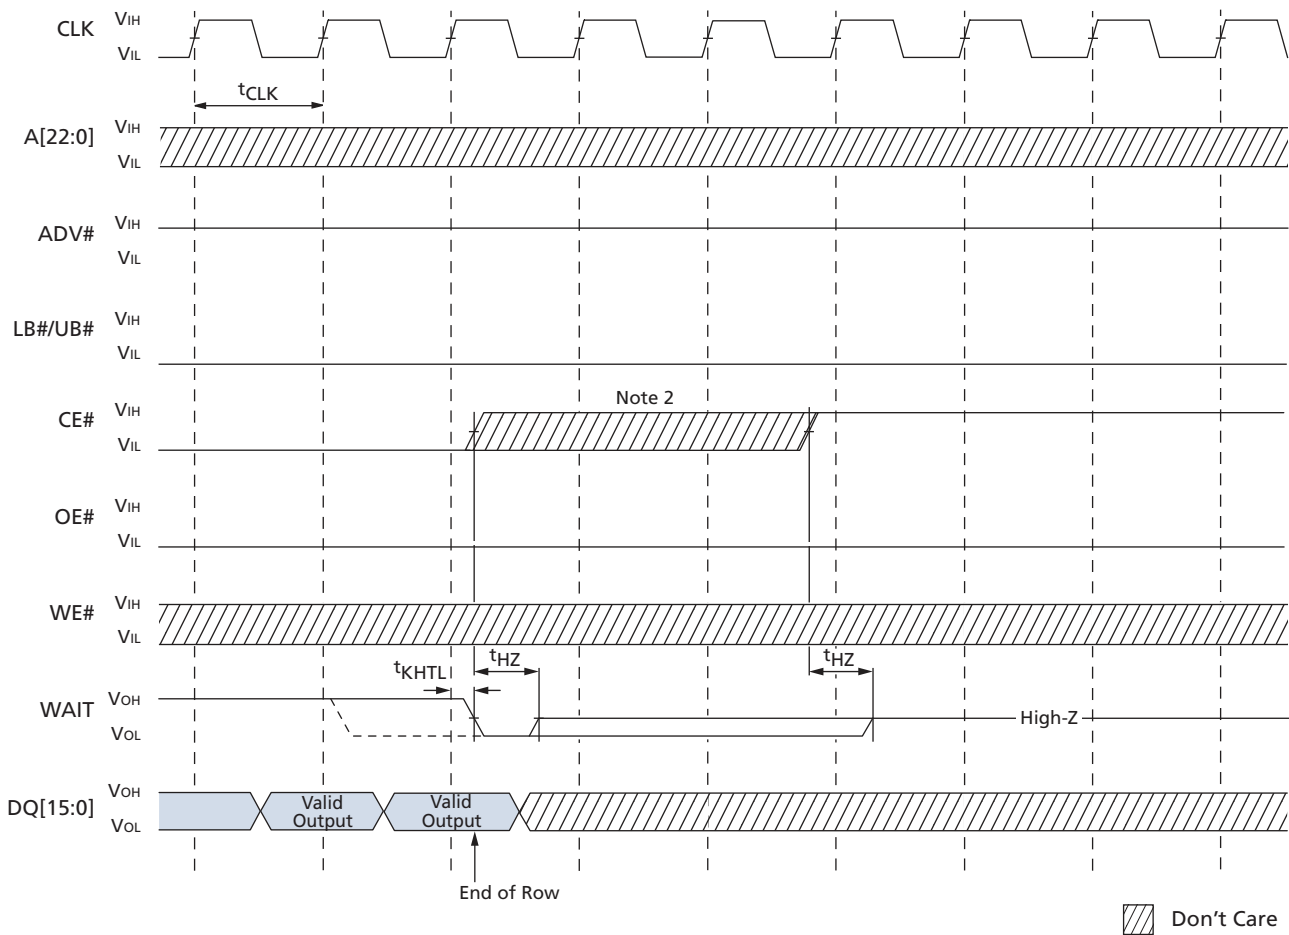 CLK
VIH
VIL
tCLK
A[22:0]
VIH
VIL
ADV#
VIH
VIL
LB#/UB#
VIH
VIL
CE#
VIH
VIL
Note 2
OE#
VIH
VIL
WE#
VIH
VIL
tKHTL
tHZ
tHZ
WAIT
VOH
VOL
High-Z
DQ[15:0]
VOH
VOL
Valid
Output
Valid
Output
End of Row
Don't Care